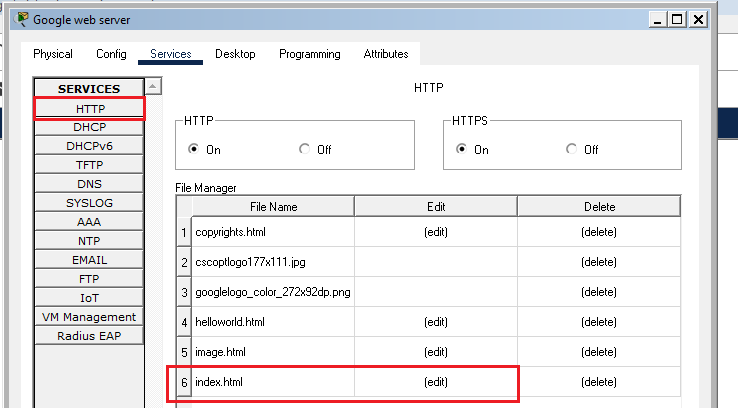 Google web server
Physical Config Services Desktop Programming Attributes
SERVICES
HTTP
DHCP
DHCPv6
TFTP
DNS
SYSLOG
AAA
NTP
EMAIL
FTP
IoT
VM Management
Radius EAP
HTTP
HTTP
On Off
HTTPS
On Off
File Manager
File Name Edit Delete
1 copyrights.html (edit) (delete)
2 cscoptlogo177x111.jpg (delete)
3 googlelogo_color_272x92dp.png (delete)
4 helloworld.html (edit) (delete)
5 image.html (edit) (delete)
6 index.html (edit) (delete)